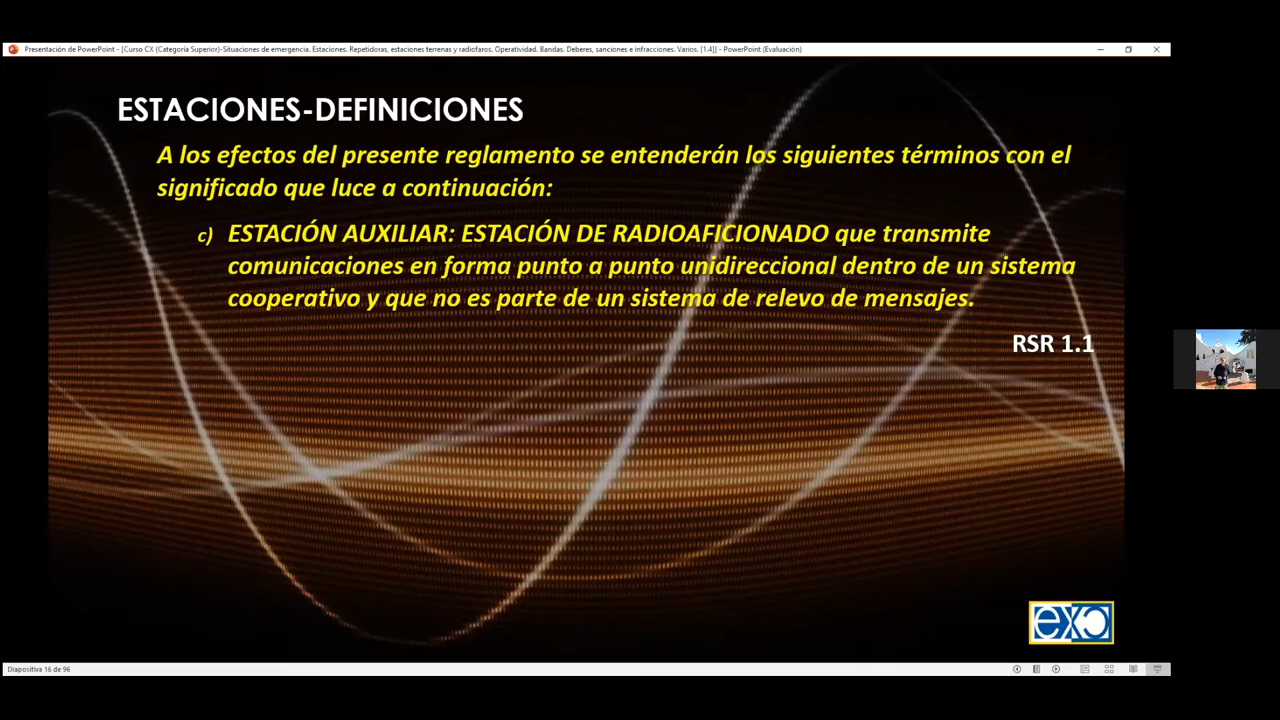 Presentación de PowerPoint - [Curso CX (Categoría Superior)-Situaciones de emergencia. Estaciones. Repetidoras, estaciones terrenas y radiofaros. Operatividad. Bandas. Deberes, sanciones e infracciones. Varios. [1.4]] - PowerPoint (Evaluación)
ESTACIONES-DEFINICIONES
A los efectos del presente reglamento se entenderán los siguientes términos con el
significado que luce a continuación:
c) ESTACIÓN AUXILIAR: ESTACIÓN DE RADIOAFICIONADO que transmite
comunicaciones en forma punto a punto unidireccional dentro de un sistema
cooperativo y que no es parte de un sistema de relevo de mensajes.
RSR 1.1
Diapositiva 16 de 96